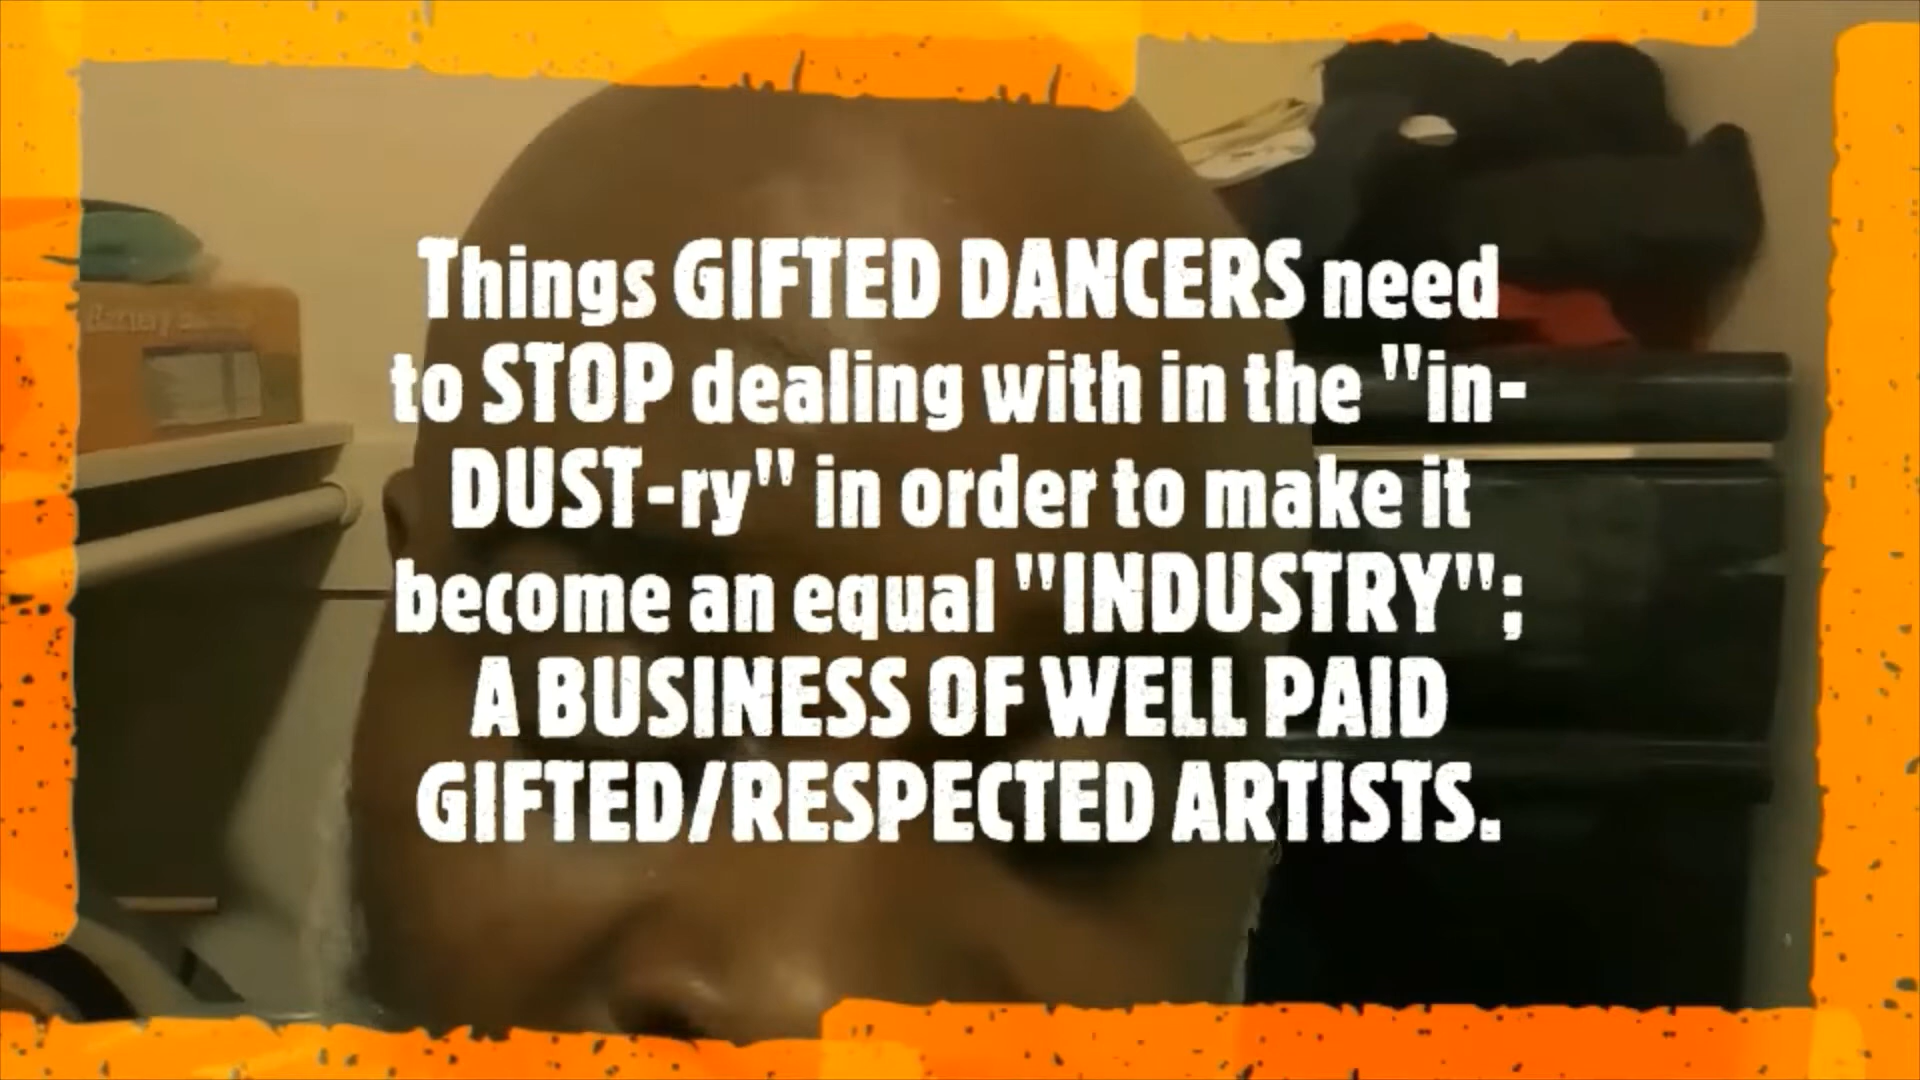 Things GIFTED DANCERS need
to STOP dealing with in the "in-
DUST-ry" in order to make it
become an equal "INDUSTRY";
A BUSINESS OF WELL PAID
GIFTED/RESPECTED ARTISTS.